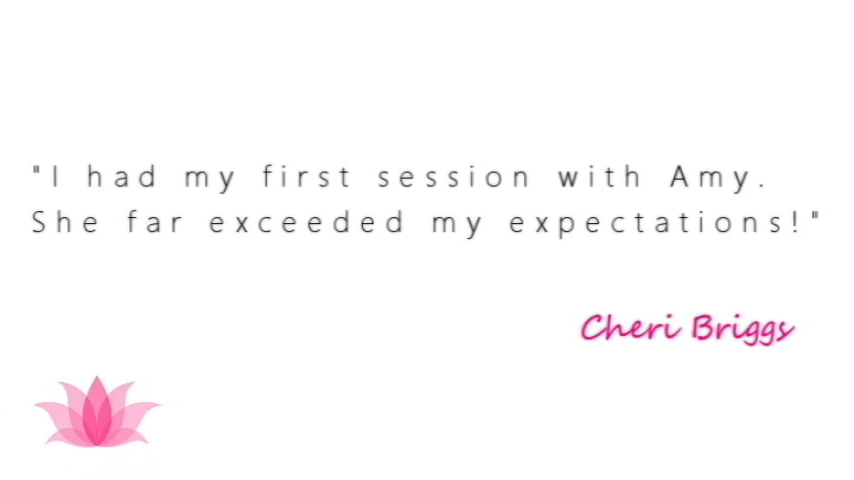 "I had my first session with Amy.
She far exceeded my expectations!"
Cheri Briggs